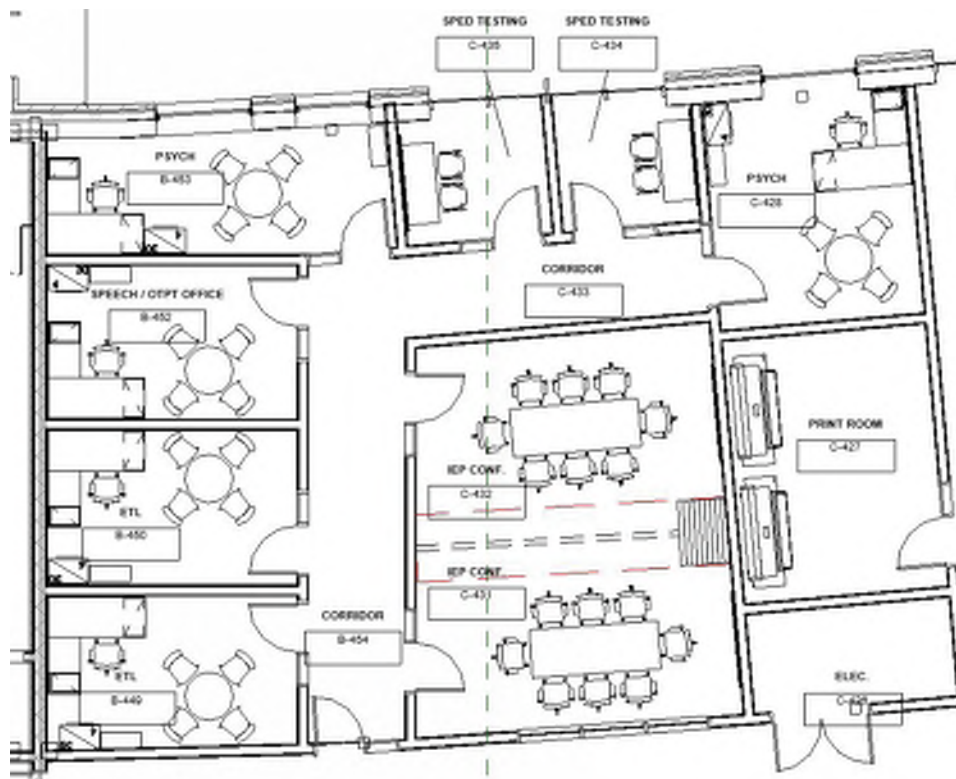 SPED TESTING
C-435
SPED TESTING
C-434
PSYCH
B-453
PSYCH
C-428
CORRIDOR
C-433
SPEECH / OTPT OFFICE
B-452
PRINT ROOM
C-427
IEP CONF.
C-432
ETL
B-450
IEP CONF.
C-431
CORRIDOR
B-454
ETL
B-449
ELEC.